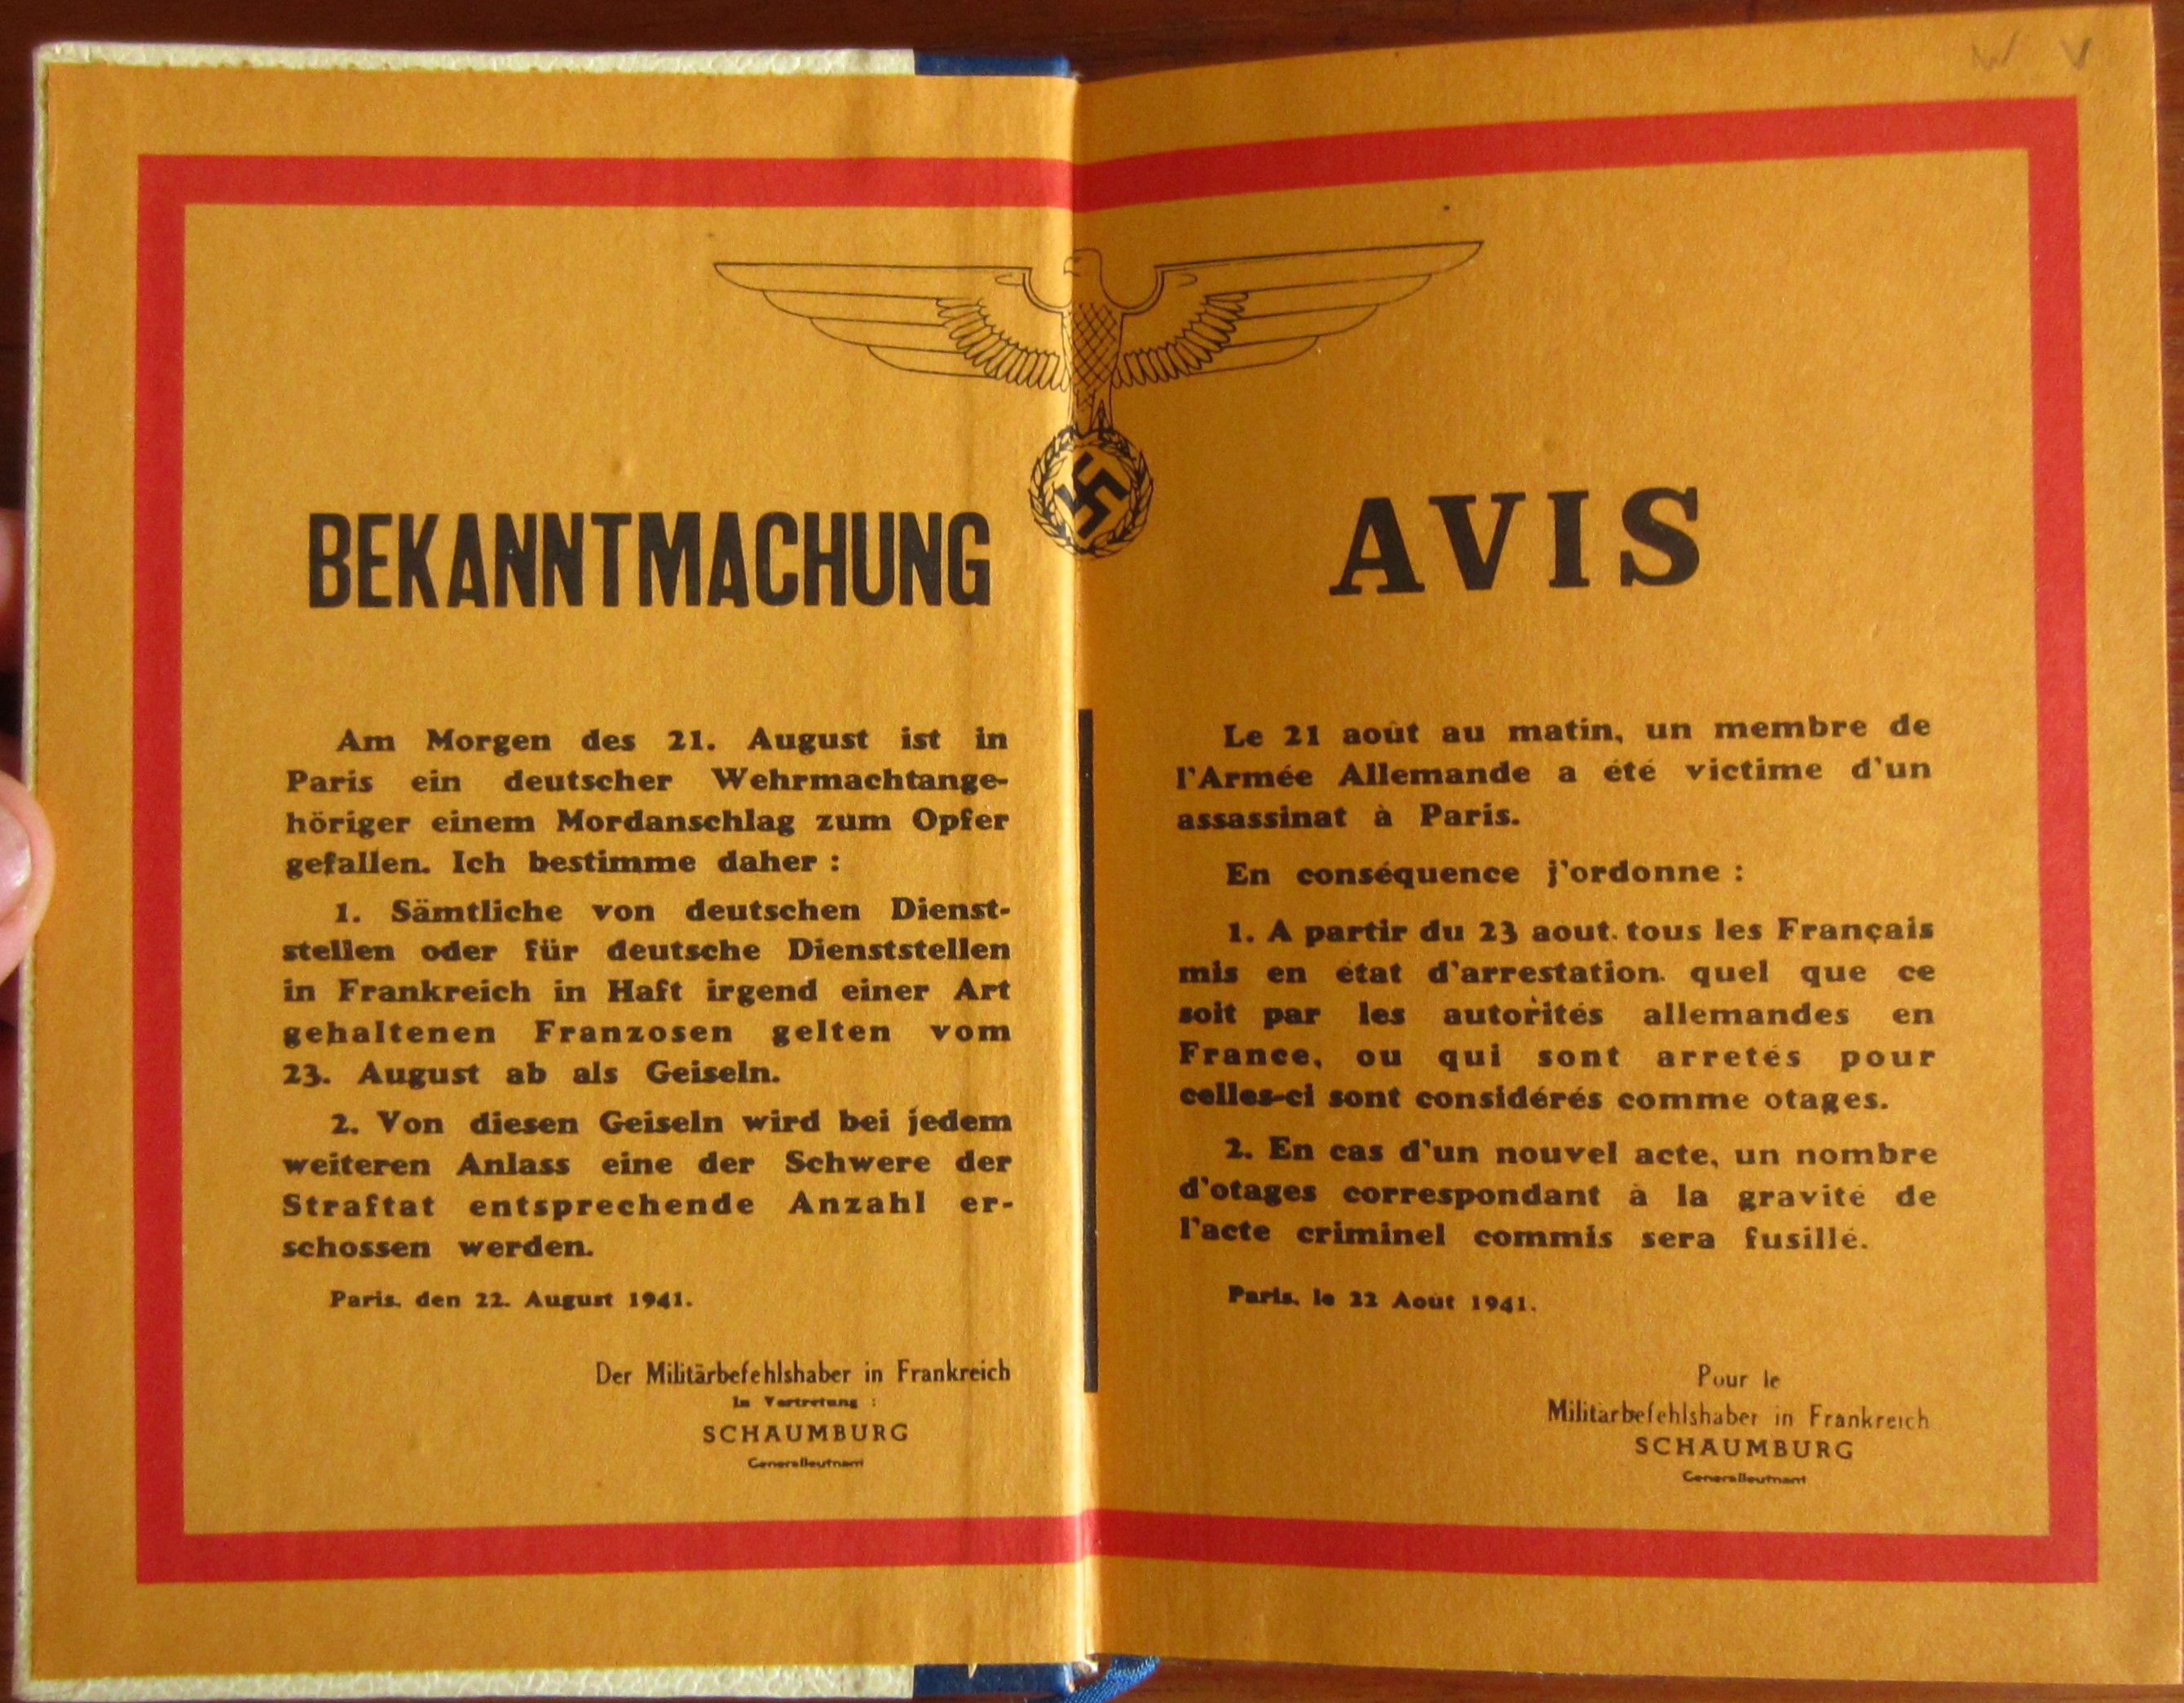 W V
BEKANNTMACHUNG
Am Morgen des 21. August ist in
Paris ein deutscher Wehrmachtange-
höriger einem Mordanschlag zum Opfer
gefallen. Ich bestimme daher :
1. Sämtliche von deutschen Dienst-
stellen oder für deutsche Dienststellen
in Frankreich in Haft irgend einer Art
gehaltenen Franzosen gelten vom
23. August ab als Geiseln.
2. Von diesen Geiseln wird bei jedem
weiteren Anlass eine der Schwere der
Straftat entsprechende Anzahl er-
schossen werden.
Paris, den 22. August 1941.
Der Militärbefehlshaber in Frankreich
In Vertretung :
SCHAUMBURG
Generalleutnant
AVIS
Le 21 août au matin, un membre de
l'Armée Allemande a été victime d'un
assassinat à Paris.
En conséquence j'ordonne :
1. A partir du 23 aout. tous les Français
mis en état d'arrestation. quel que ce
soit par les autorités allemandes en
France, ou qui sont arretés pour
celles-ci sont considérés comme otages.
2. En cas d'un nouvel acte, un nombre
d'otages correspondant à la gravité de
l'acte criminel commis sera fusillé.
Paris, le 22 Août 1941.
Pour le
Militärbefehlshaber in Frankreich
SCHAUMBURG
Generalleutnant